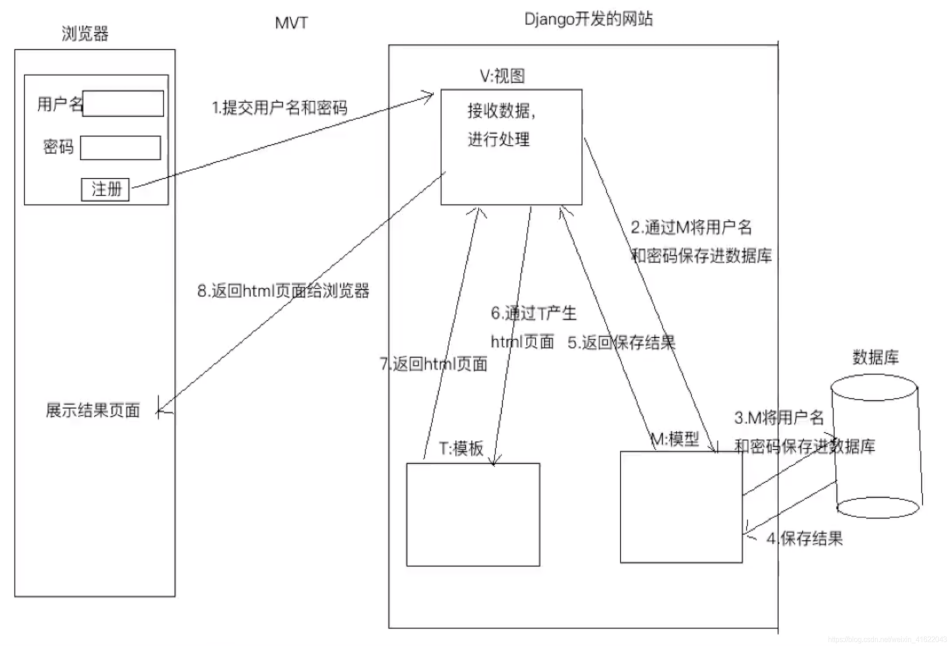 MVT
Django开发的网站
浏览器
用户名
密码
注册
1.提交用户名和密码
V:视图
接收数据，
进行处理
2.通过M将用户名
和密码保存进数据库
8.返回html页面给浏览器
6.通过T产生
html页面
5.返回保存结果
7.返回html页面
数据库
展示结果页面
3.M将用户名
和密码保存进数据库
T:模板
M:模型
4.保存结果